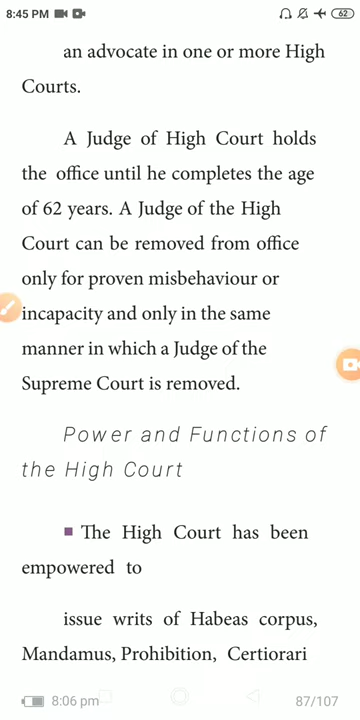 8:45 PM 62
an advocate in one or more High
Courts.
A Judge of High Court holds
the office until he completes the age
of 62 years. A Judge of the High
Court can be removed from office
only for proven misbehaviour or
incapacity and only in the same
manner in which a Judge of the
Supreme Court is removed.
Power and Functions of
the High Court
■ The High Court has been
empowered to
issue writs of Habeas corpus,
Mandamus, Prohibition, Certiorari
8:06 pm 87/107